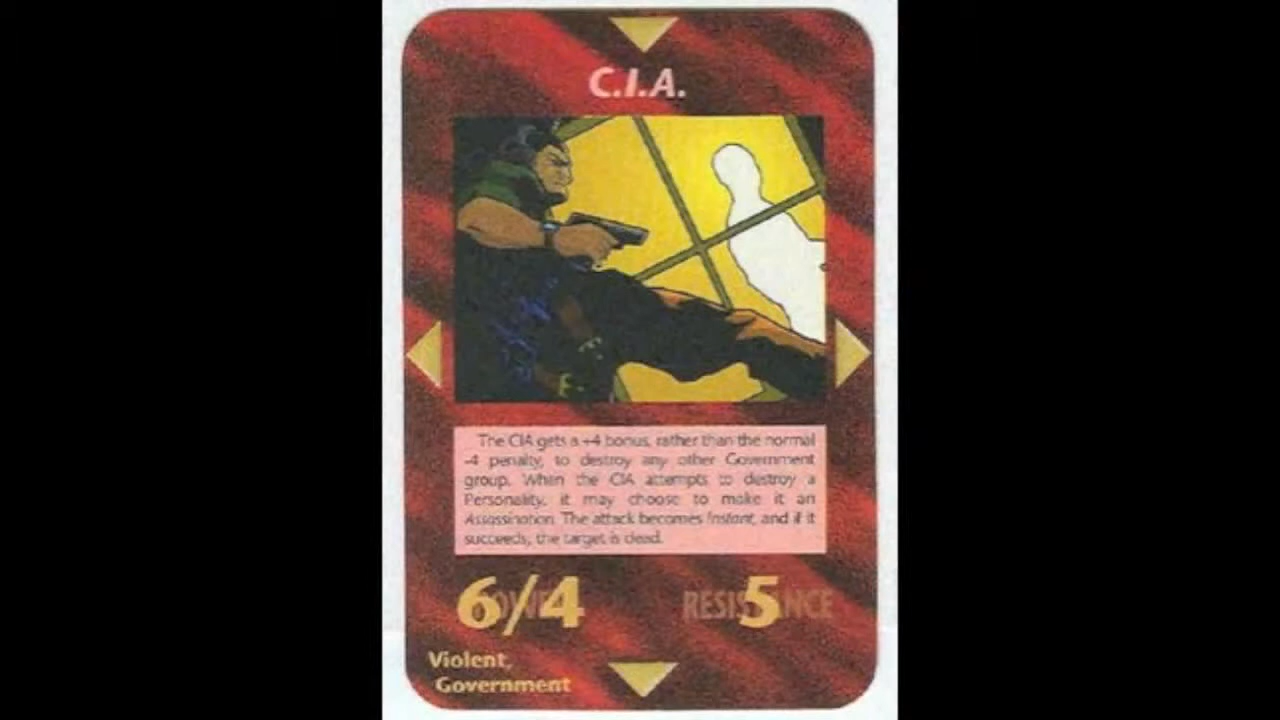 C.I.A.
The CIA gets a +4 bonus, rather than the normal
-4 penalty, to destroy any other Government
group. When the CIA attempts to destroy a
Personality, it may choose to make it an
Assassination. The attack becomes Instant, and if it
succeeds, the target is dead.
6/4 POWER
RESISTANCE 5
Violent,
Government